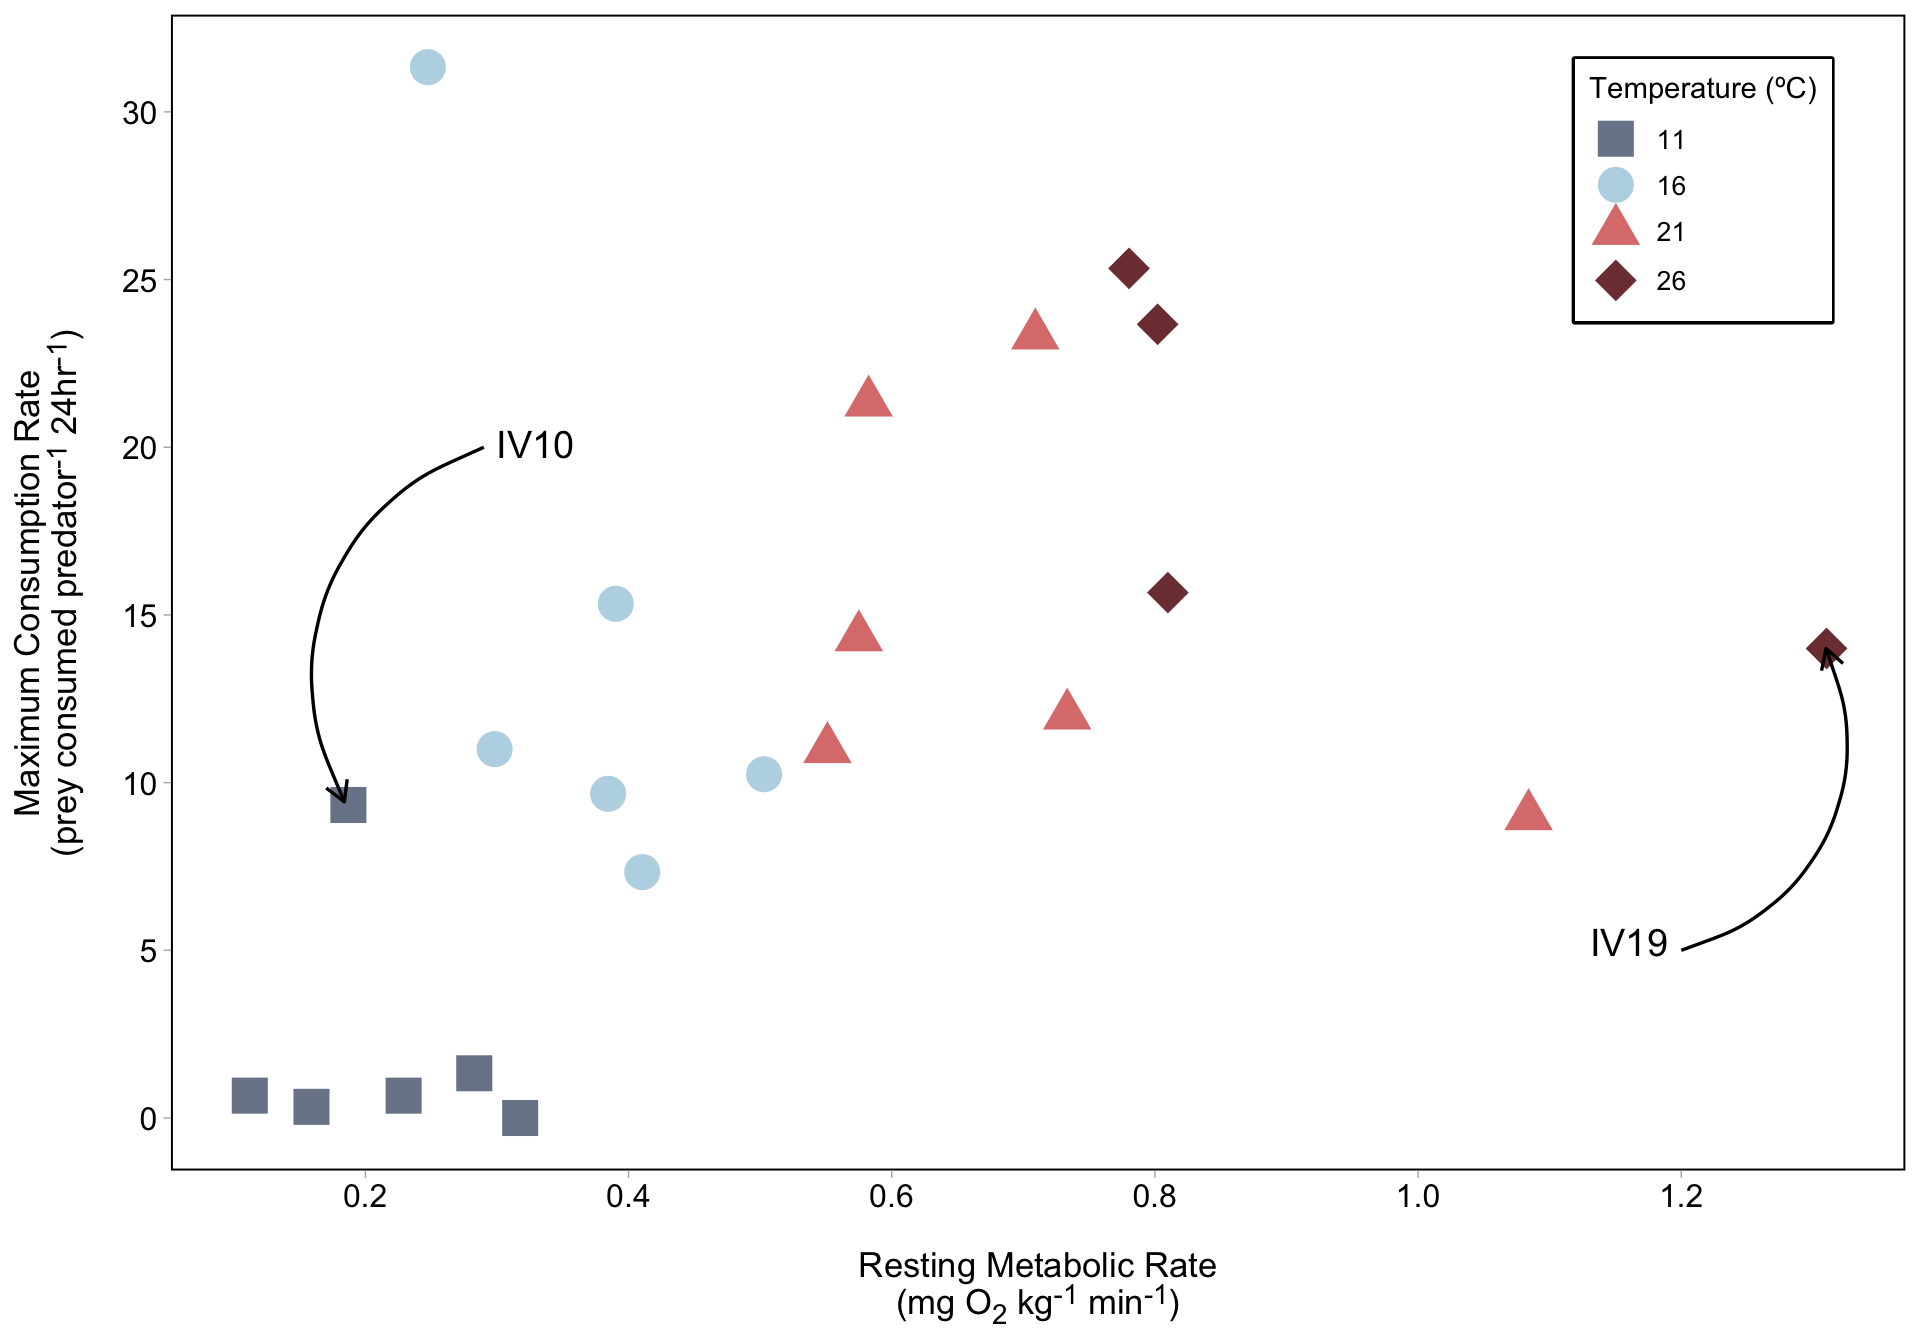 Temperature (ºC)
11
16
21
26
30
25
20
15
10
5
0
Maximum Consumption Rate
(prey consumed predator⁻¹ 24hr⁻¹)
IV10
IV19
0.2 0.4 0.6 0.8 1.0 1.2
Resting Metabolic Rate
(mg O₂ kg⁻¹ min⁻¹)